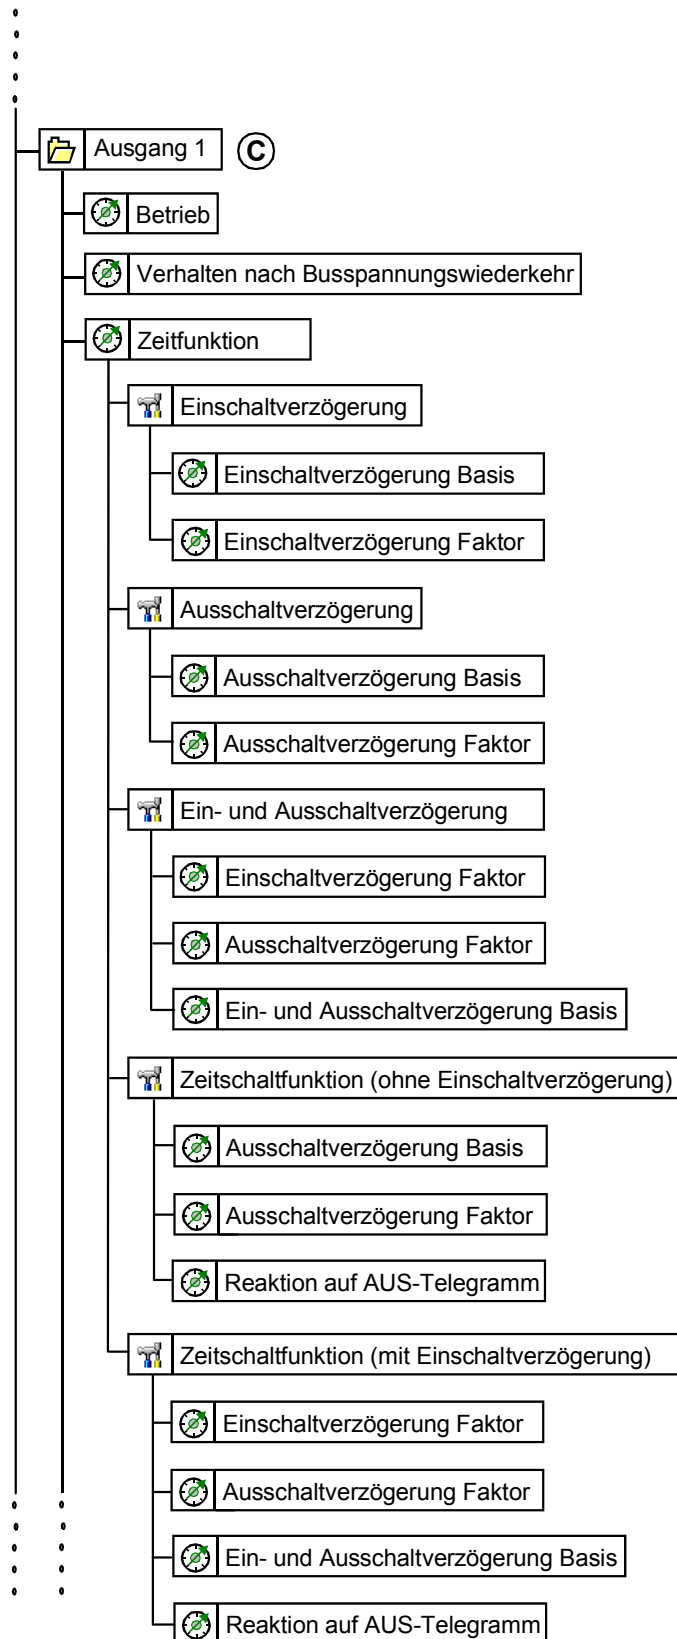 Ausgang 1 C
Betrieb
Verhalten nach Busspannungswiederkehr
Zeitfunktion
Einschaltverzögerung
Einschaltverzögerung Basis
Einschaltverzögerung Faktor
Ausschaltverzögerung
Ausschaltverzögerung Basis
Ausschaltverzögerung Faktor
Ein- und Ausschaltverzögerung
Einschaltverzögerung Faktor
Ausschaltverzögerung Faktor
Ein- und Ausschaltverzögerung Basis
Zeitschaltfunktion (ohne Einschaltverzögerung)
Ausschaltverzögerung Basis
Ausschaltverzögerung Faktor
Reaktion auf AUS-Telegramm
Zeitschaltfunktion (mit Einschaltverzögerung)
Einschaltverzögerung Faktor
Ausschaltverzögerung Faktor
Ein- und Ausschaltverzögerung Basis
Reaktion auf AUS-Telegramm